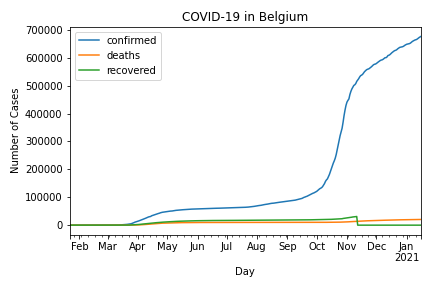 COVID-19 in Belgium
confirmed
deaths
recovered
700000
600000
500000
400000
300000
200000
100000
0
Number of Cases
Feb Mar Apr May Jun Jul Aug Sep Oct Nov Dec Jan
2021
Day